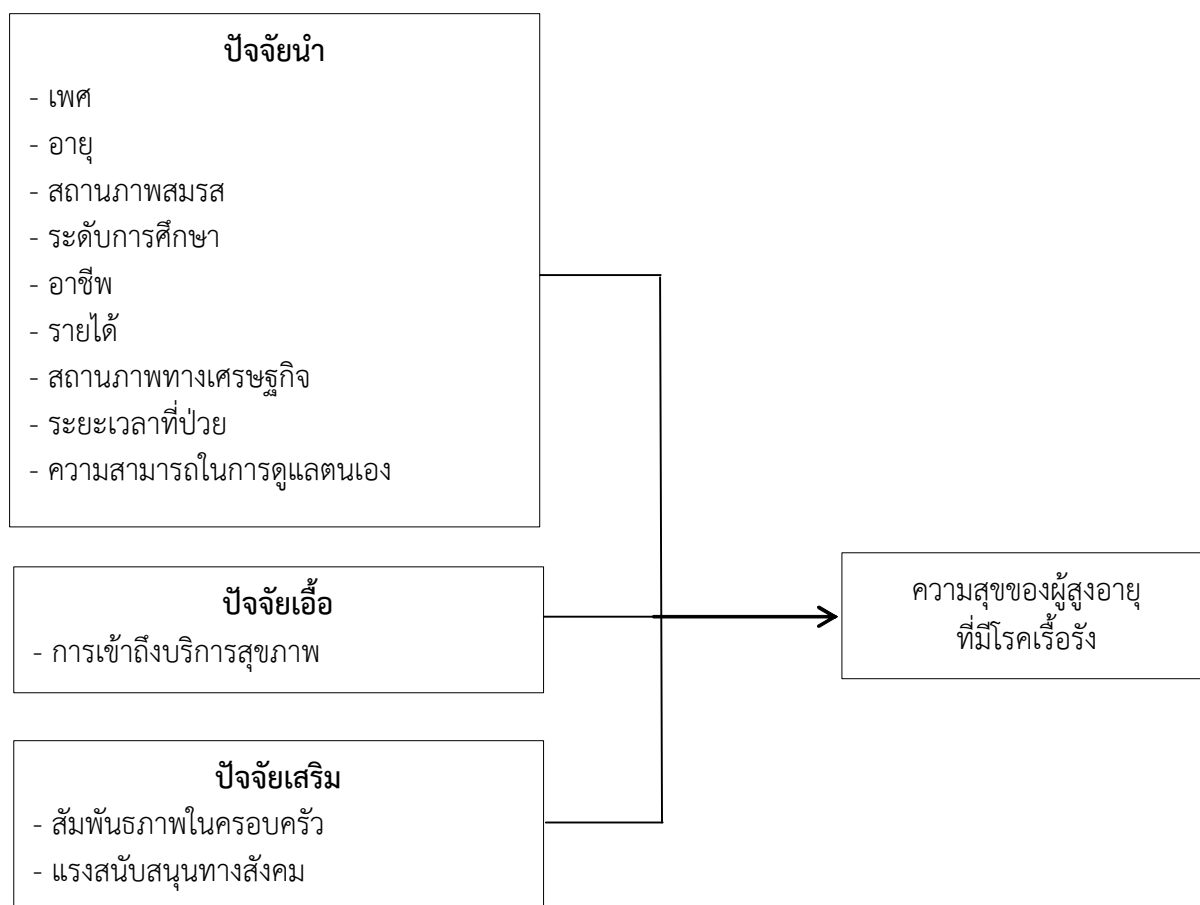 ปัจจัยนำ
- เพศ
- อายุ
- สถานภาพสมรส
- ระดับการศึกษา
- อาชีพ
- รายได้
- สถานภาพทางเศรษฐกิจ
- ระยะเวลาที่ป่วย
- ความสามารถในการดูแลตนเอง
ปัจจัยเอื้อ
- การเข้าถึงบริการสุขภาพ
ปัจจัยเสริม
- สัมพันธภาพในครอบครัว
- แรงสนับสนุนทางสังคม
ความสุขของผู้สูงอายุ
ที่มีโรคเรื้อรัง